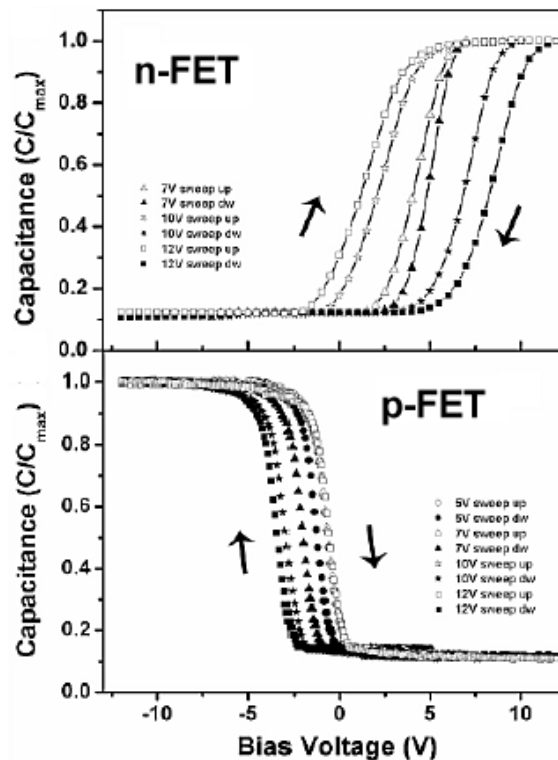 n-FET
Capacitance (C/Cmax)
1.0
0.8
0.6
0.4
0.2
0.0
7V sweep up
7V sweep dw
10V sweep up
10V sweep dw
12V sweep up
12V sweep dw
p-FET
Capacitance (C/Cmax)
1.0
0.8
0.6
0.4
0.2
0.0
5V sweep up
5V sweep dw
7V sweep up
7V sweep dw
10V sweep up
10V sweep dw
12V sweep up
12V sweep dw
-10 -5 0 5 10
Bias Voltage (V)